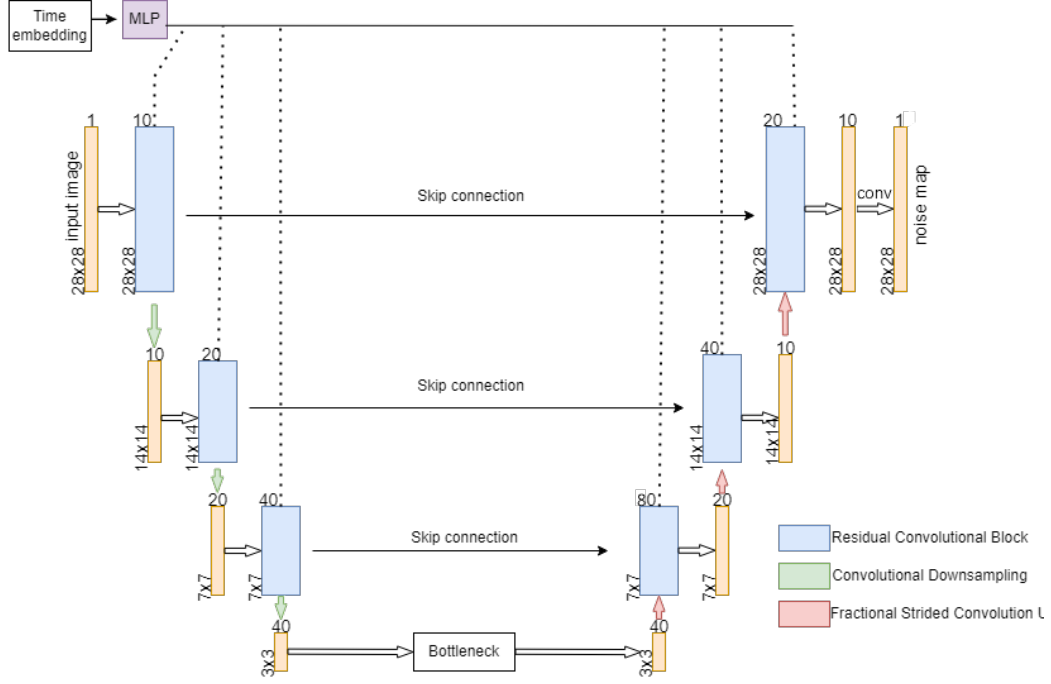 Time
embedding
MLP
1
10
20
10
1
input image
28x28
28x28
Skip connection
28x28
28x28
conv
28x28
noise map
10
20
40
10
14x14
14x14
Skip connection
14x14
14x14
20
40
80
20
7x7
7x7
Skip connection
7x7
7x7
40
40
3x3
Bottleneck
3x3
Residual Convolutional Block
Convolutional Downsampling
Fractional Strided Convolution U